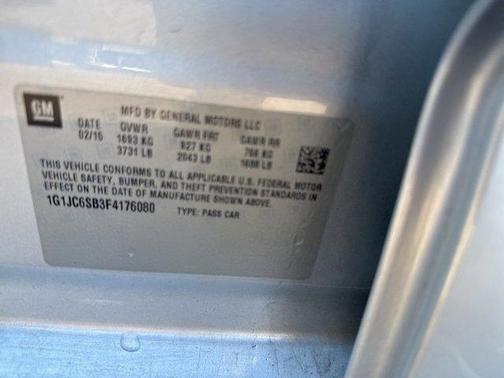 GM
MFD BY GENERAL MOTORS LLC
DATE GVWR GAWR FRT GAWR RR
02/15 1693 KG 927 KG 766 KG
3731 LB 2043 LB 1688 LB
THIS VEHICLE CONFORMS TO ALL APPLICABLE U.S. FEDERAL MOTOR
VEHICLE SAFETY, BUMPER, AND THEFT PREVENTION STANDARDS IN
EFFECT ON THE DATE OF MANUFACTURE SHOWN ABOVE.
1G1JC6SB3F4176080 TYPE: PASS CAR